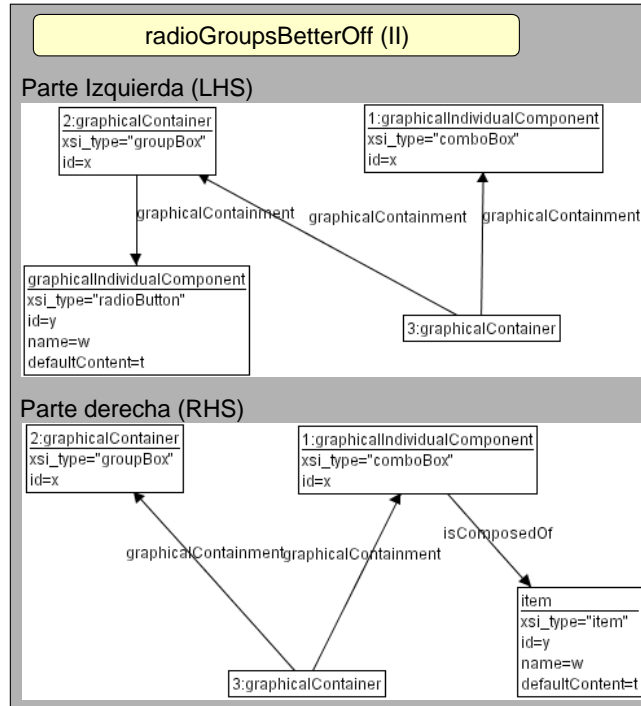 radioGroupsBetterOff (II)
Parte Izquierda (LHS)
2:graphicalContainer
xsi_type="groupBox"
id=x
1:graphicalIndividualComponent
xsi_type="comboBox"
id=x
graphicalContainment
graphicalContainment
graphicalContainment
graphicalIndividualComponent
xsi_type="radioButton"
id=y
name=w
defaultContent=t
3:graphicalContainer
Parte derecha (RHS)
2:graphicalContainer
xsi_type="groupBox"
id=x
1:graphicalIndividualComponent
xsi_type="comboBox"
id=x
isComposedOf
graphicalContainment
graphicalContainment
item
xsi_type="item"
id=y
name=w
defaultContent=t
3:graphicalContainer